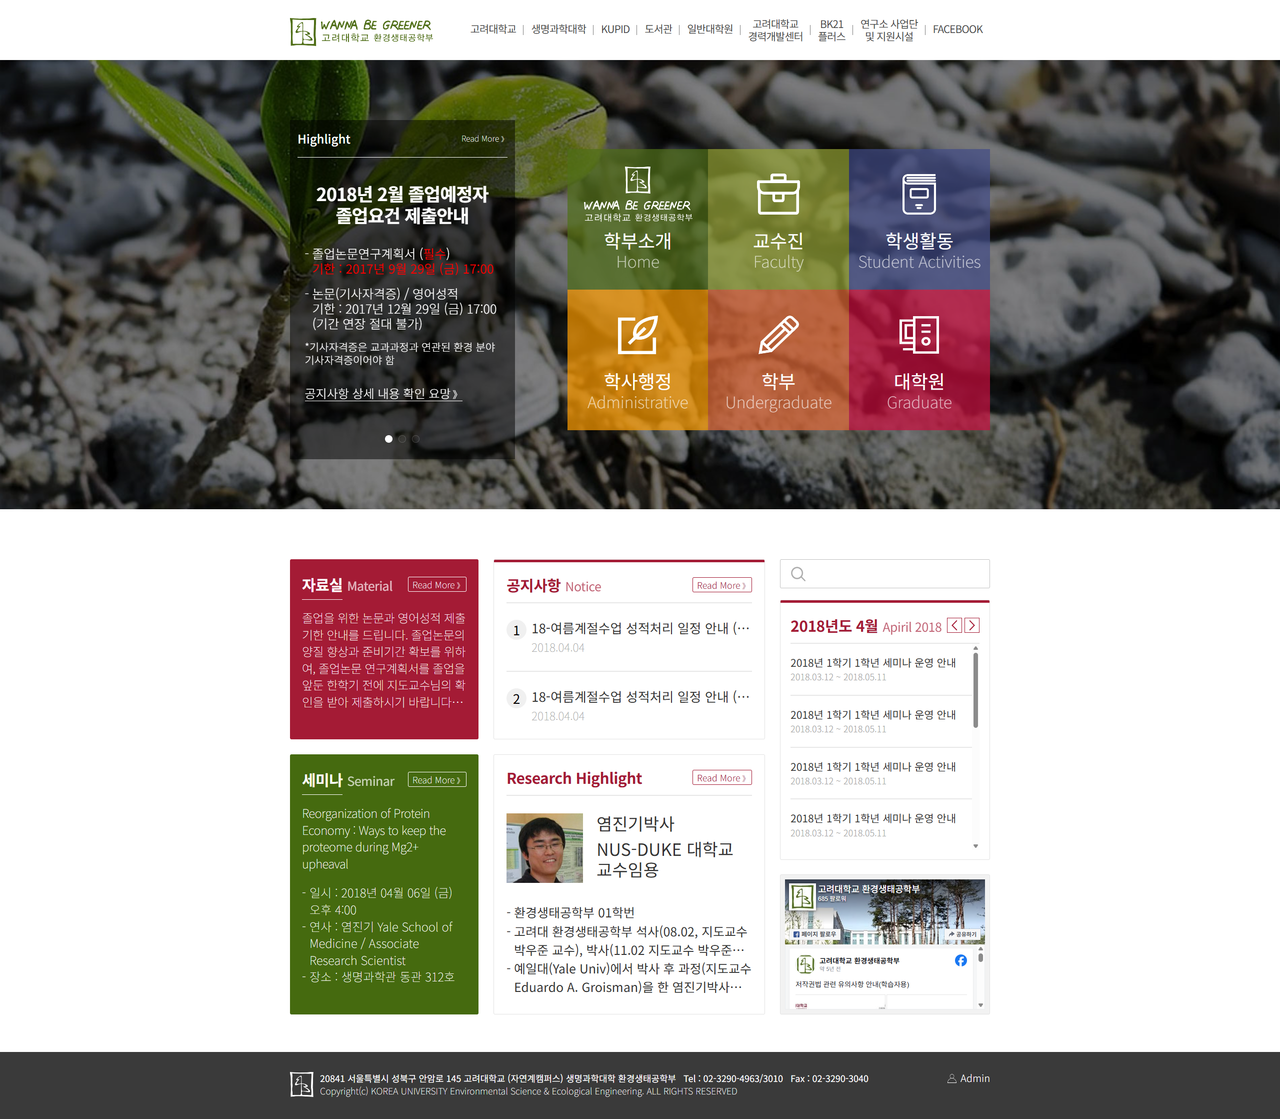 WANNA BE GREENER
고려대학교 환경생태공학부
고려대학교 | 생명과학대학 | KUPID | 도서관 | 일반대학원 | 고려대학교 경력개발센터 | BK21 플러스 | 연구소 사업단 및 지원시설 | FACEBOOK
Highlight
Read More 》
2018년 2월 졸업예정자
졸업요건 제출안내
- 졸업논문연구계획서 (필수)
기한 : 2017년 9월 29일 (금) 17:00
- 논문(기사자격증) / 영어성적
기한 : 2017년 12월 29일 (금) 17:00
(기간 연장 절대 불가)
*기사자격증은 교과과정과 연관된 환경 분야
기사자격증이어야 함
공지사항 상세 내용 확인 요망 》
WANNA BE GREENER
고려대학교 환경생태공학부
학부소개
Home
교수진
Faculty
학생활동
Student Activities
학사행정
Administrative
학부
Undergraduate
대학원
Graduate
자료실 Material
Read More 》
졸업을 위한 논문과 영어성적 제출
기한 안내를 드립니다. 졸업논문의
양질 향상과 준비기간 확보를 위하
여, 졸업논문 연구계획서를 졸업을
앞둔 한학기 전에 지도교수님의 확
인을 받아 제출하시기 바랍니다…
공지사항 Notice
Read More 》
1 18-여름계절수업 성적처리 일정 안내 (…
2018.04.04
2 18-여름계절수업 성적처리 일정 안내 (…
2018.04.04
2018년도 4월 Apiril 2018
2018년 1학기 1학년 세미나 운영 안내
2018.03.12 ~ 2018.05.11
2018년 1학기 1학년 세미나 운영 안내
2018.03.12 ~ 2018.05.11
2018년 1학기 1학년 세미나 운영 안내
2018.03.12 ~ 2018.05.11
2018년 1학기 1학년 세미나 운영 안내
2018.03.12 ~ 2018.05.11
세미나 Seminar
Read More 》
Reorganization of Protein
Economy : Ways to keep the
proteome during Mg2+
upheaval
- 일시 : 2018년 04월 06일 (금)
오후 4:00
- 연사 : 염진기 Yale School of
Medicine / Associate
Research Scientist
- 장소 : 생명과학관 동관 312호
Research Highlight
Read More 》
염진기박사
NUS-DUKE 대학교
교수임용
- 환경생태공학부 01학번
- 고려대 환경생태공학부 석사(08.02, 지도교수
박우준 교수), 박사(11.02 지도교수 박우준…
- 예일대(Yale Univ)에서 박사 후 과정(지도교수
Eduardo A. Groisman)을 한 염진기박사…
고려대학교 환경생태공학부
685 팔로워
페이지 팔로우
공유하기
고려대학교 환경생태공학부
약 5년 전
저작권법 관련 유의사항 안내(학습자용)
20841 서울특별시 성북구 안암로 145 고려대학교 (자연계캠퍼스) 생명과학대학 환경생태공학부 Tel : 02-3290-4963/3010 Fax : 02-3290-3040
Copyright(c) KOREA UNIVERSITY Environmental Science & Ecological Engineering. ALL RIGHTS RESERVED
Admin